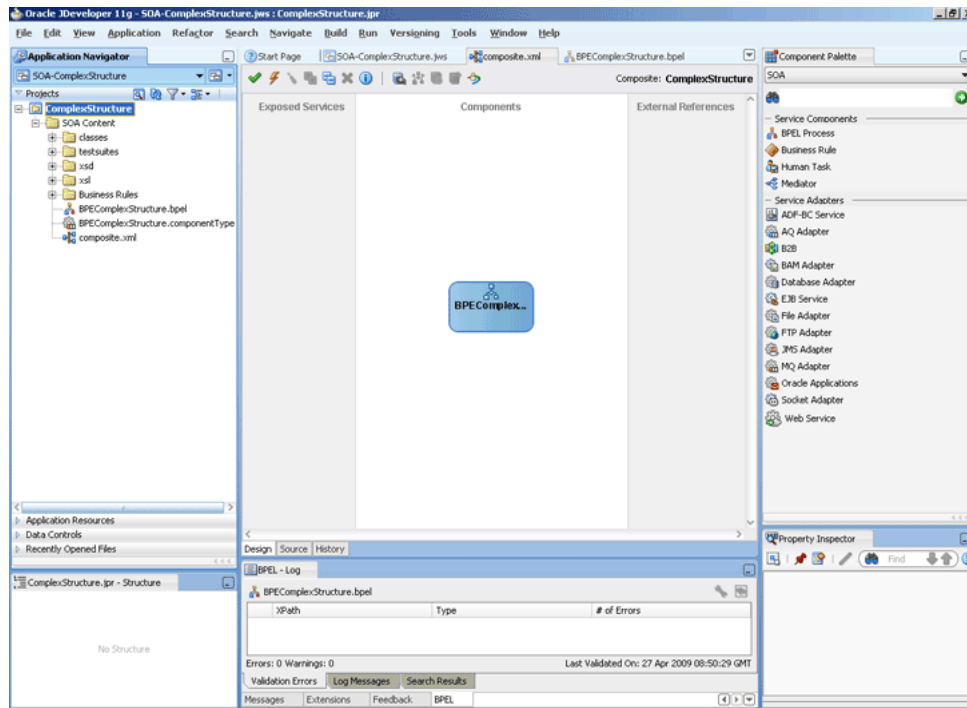 Oracle JDeveloper 11g - SOA-ComplexStructure.jws : ComplexStructure.jpr
File Edit View Application Refactor Search Navigate Build Run Versigning Tools Window Help
Application Navigator
SOA-ComplexStructure
Projects
ComplexStructure
SOA Content
classes
testsuites
xsd
xsl
Business Rules
BPEComplexStructure.bpel
BPEComplexStructure.componentType
composite.xml
Application Resources
Data Controls
Recently Opened Files
ComplexStructure.jpr - Structure
No Structure
Start Page SOA-ComplexStructure.jws composite.xml BPEComplexStructure.bpel
Composite: ComplexStructure
Exposed Services Components External References
BPEComplex...
Design Source History
BPEL - Log
BPEComplexStructure.bpel
XPath Type # of Errors
Errors: 0 Warnings: 0 Last Validated On: 27 Apr 2009 08:50:29 GMT
Validation Errors Log Messages Search Results
Messages Extensions Feedback BPEL
Component Palette
SOA
Service Components
BPEL Process
Business Rule
Human Task
Mediator
Service Adapters
ADF-BC Service
AQ Adapter
B2B
BAM Adapter
Database Adapter
EJB Service
File Adapter
FTP Adapter
JMS Adapter
MQ Adapter
Oracle Applications
Socket Adapter
Web Service
Property Inspector
Find